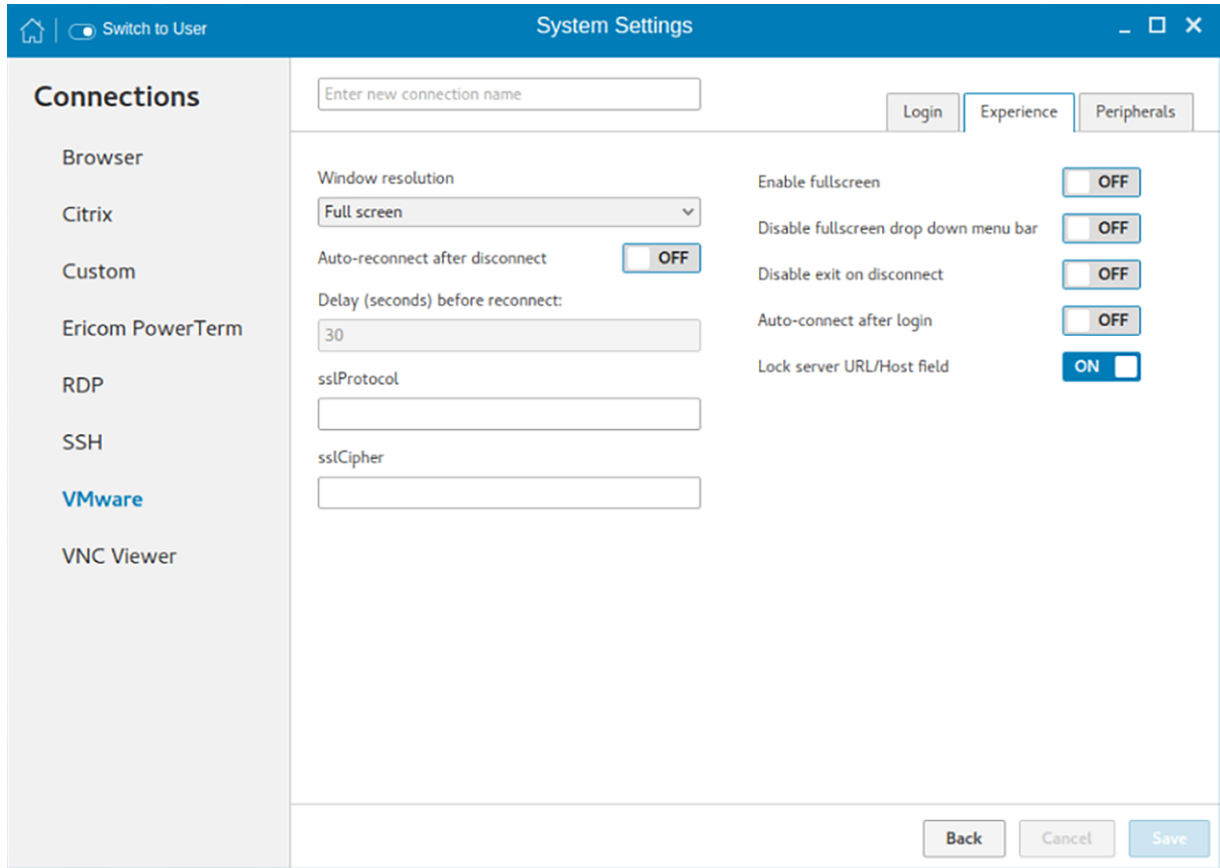 Switch to User
System Settings
Connections
Browser
Citrix
Custom
Ericom PowerTerm
RDP
SSH
VMware
VNC Viewer
Enter new connection name
Login
Experience
Peripherals
Window resolution
Full screen
Auto-reconnect after disconnect
OFF
Delay (seconds) before reconnect:
30
sslProtocol
sslCipher
Enable fullscreen
OFF
Disable fullscreen drop down menu bar
OFF
Disable exit on disconnect
OFF
Auto-connect after login
OFF
Lock server URL/Host field
ON
Back
Cancel
Save